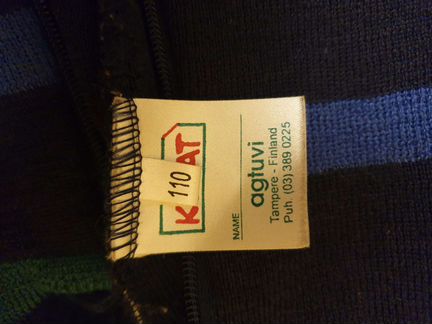 110
NAME
agtuvi
Tampere - Finland
Puh. (03) 389 0225